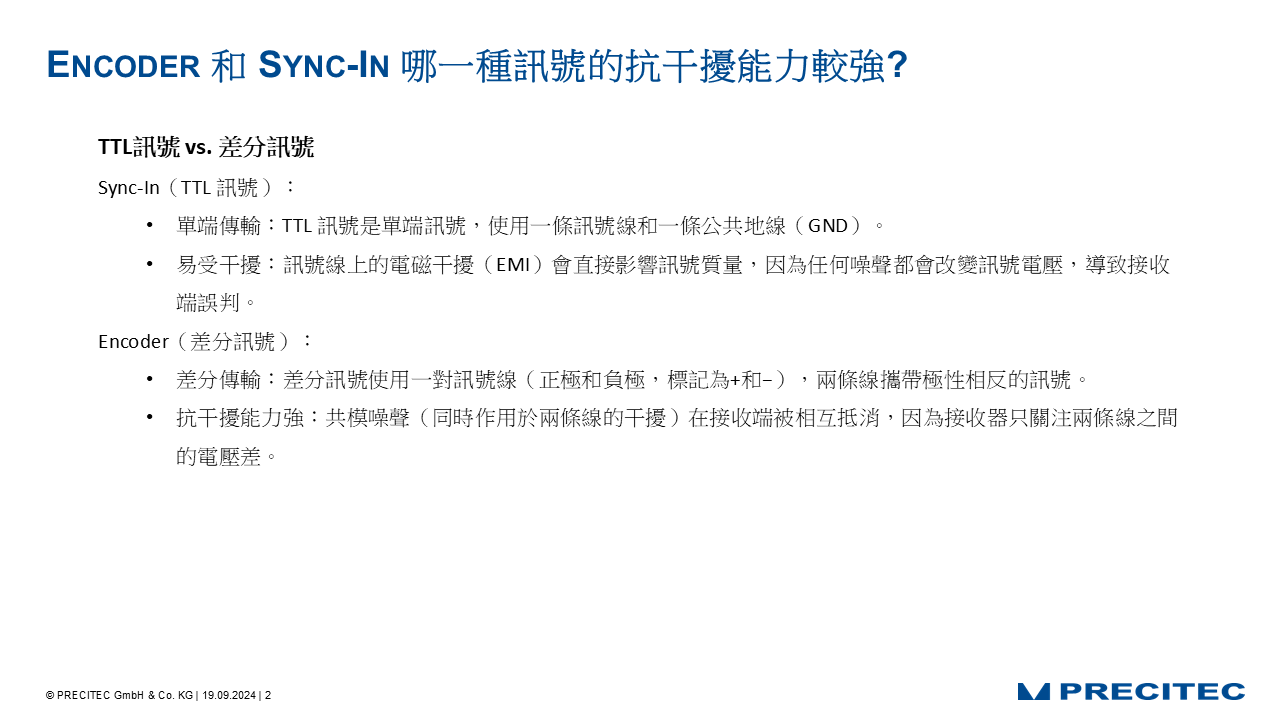 ENCODER 和 SYNC-IN 哪一種訊號的抗干擾能力較強?
TTL訊號 vs. 差分訊號
Sync-In（TTL 訊號）：
• 單端傳輸：TTL 訊號是單端訊號，使用一條訊號線和一條公共地線（GND）。
• 易受干擾：訊號線上的電磁干擾（EMI）會直接影響訊號質量，因為任何噪聲都會改變訊號電壓，導致接收
端誤判。
Encoder（差分訊號）：
• 差分傳輸：差分訊號使用一對訊號線（正極和負極，標記為+和−），兩條線攜帶極性相反的訊號。
• 抗干擾能力強：共模噪聲（同時作用於兩條線的干擾）在接收端被相互抵消，因為接收器只關注兩條線之間
的電壓差。
© PRECITEC GmbH & Co. KG | 19.09.2024 | 2
PRECITEC